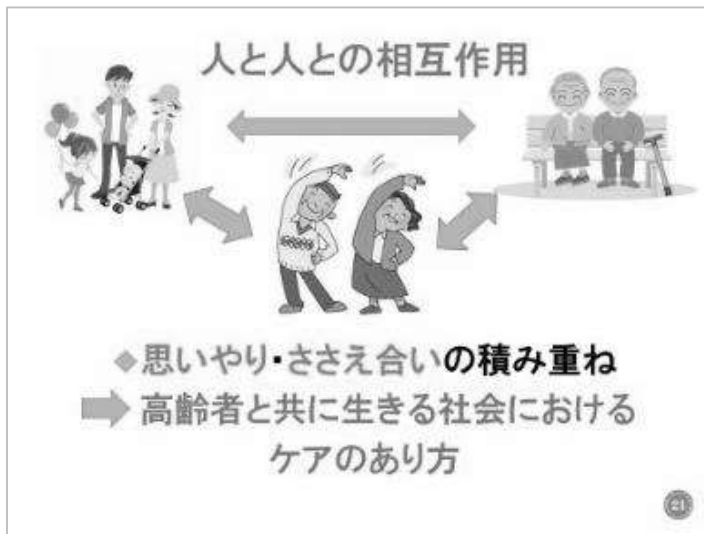 人と人との相互作用
◆思いやり・ささえ合いの積み重ね
高齢者と共に生きる社会における
ケアのあり方
21